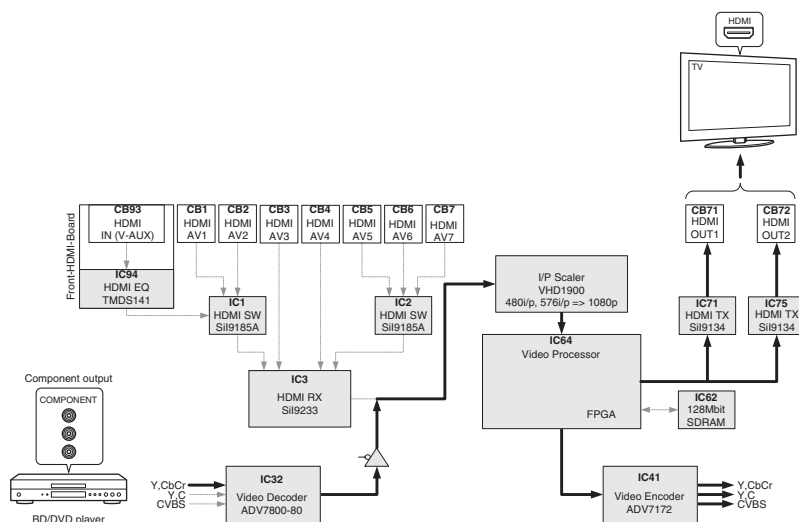 HDMI
TV
CB71
HDMI
OUT1
CB72
HDMI
OUT2
Front-HDMI-Board
CB93
HDMI
IN (V-AUX)
CB1
HDMI
AV1
CB2
HDMI
AV2
CB3
HDMI
AV3
CB4
HDMI
AV4
CB5
HDMI
AV5
CB6
HDMI
AV6
CB7
HDMI
AV7
IC94
HDMI EQ
TMDS141
IC1
HDMI SW
SiI9185A
IC2
HDMI SW
SiI9185A
I/P Scaler
VHD1900
480i/p, 576i/p => 1080p
IC71
HDMI TX
SiI9134
IC75
HDMI TX
SiI9134
IC64
Video Processor
FPGA
IC3
HDMI RX
SiI9233
IC62
128Mbit
SDRAM
Component output
COMPONENT
BD/DVD player
Y,CbCr
Y,C
CVBS
IC32
Video Decoder
ADV7800-80
IC41
Video Encoder
ADV7172
Y,CbCr
Y,C
CVBS